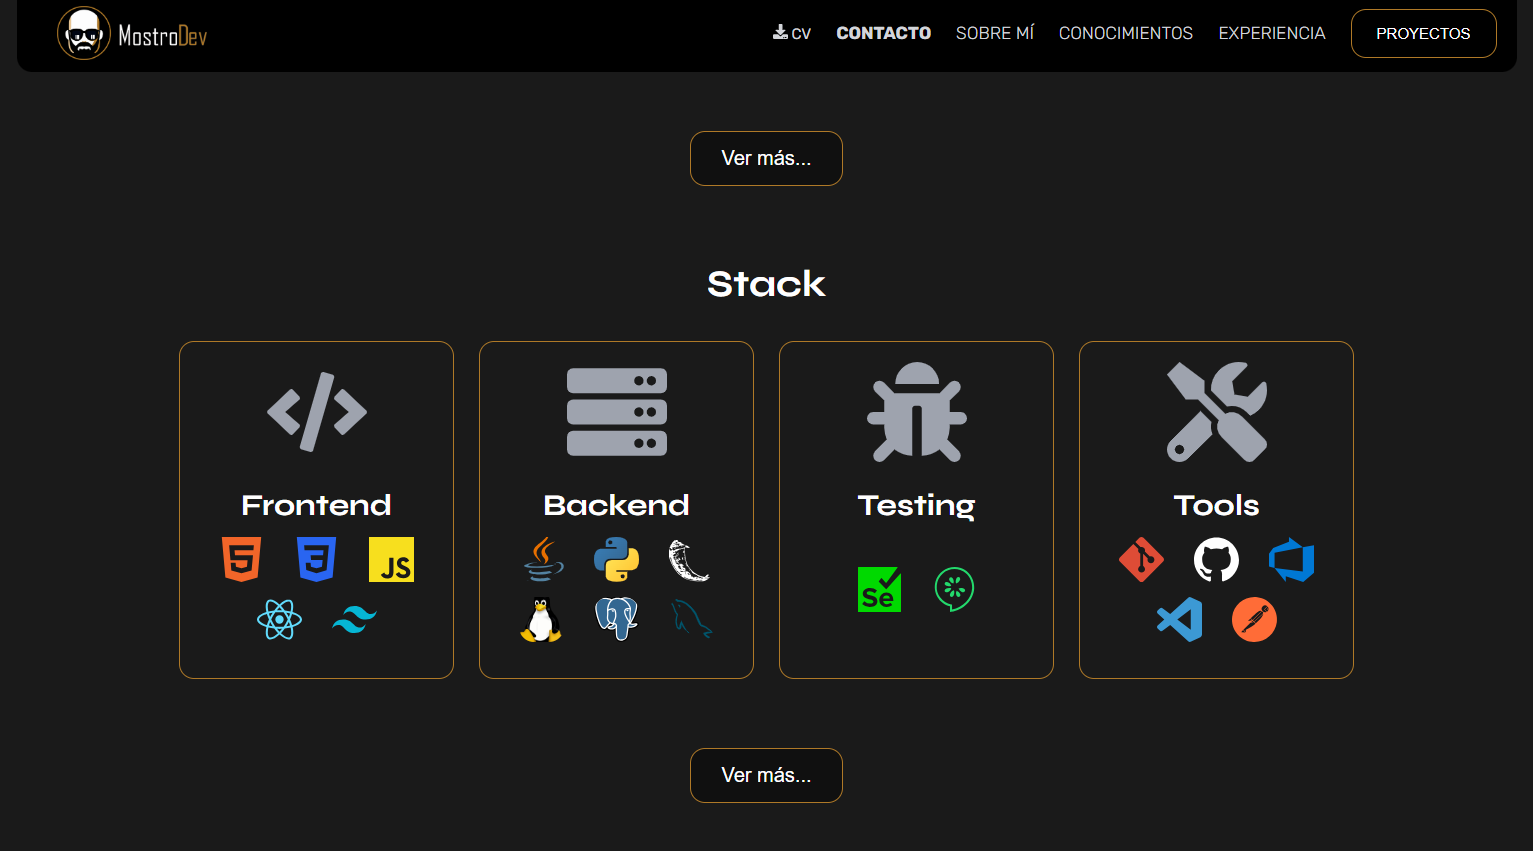 MostroDev
CV CONTACTO SOBRE MÍ CONOCIMIENTOS EXPERIENCIA PROYECTOS
Ver más...
Stack
Frontend Backend Testing Tools
5 3 JS
Se
Ver más...